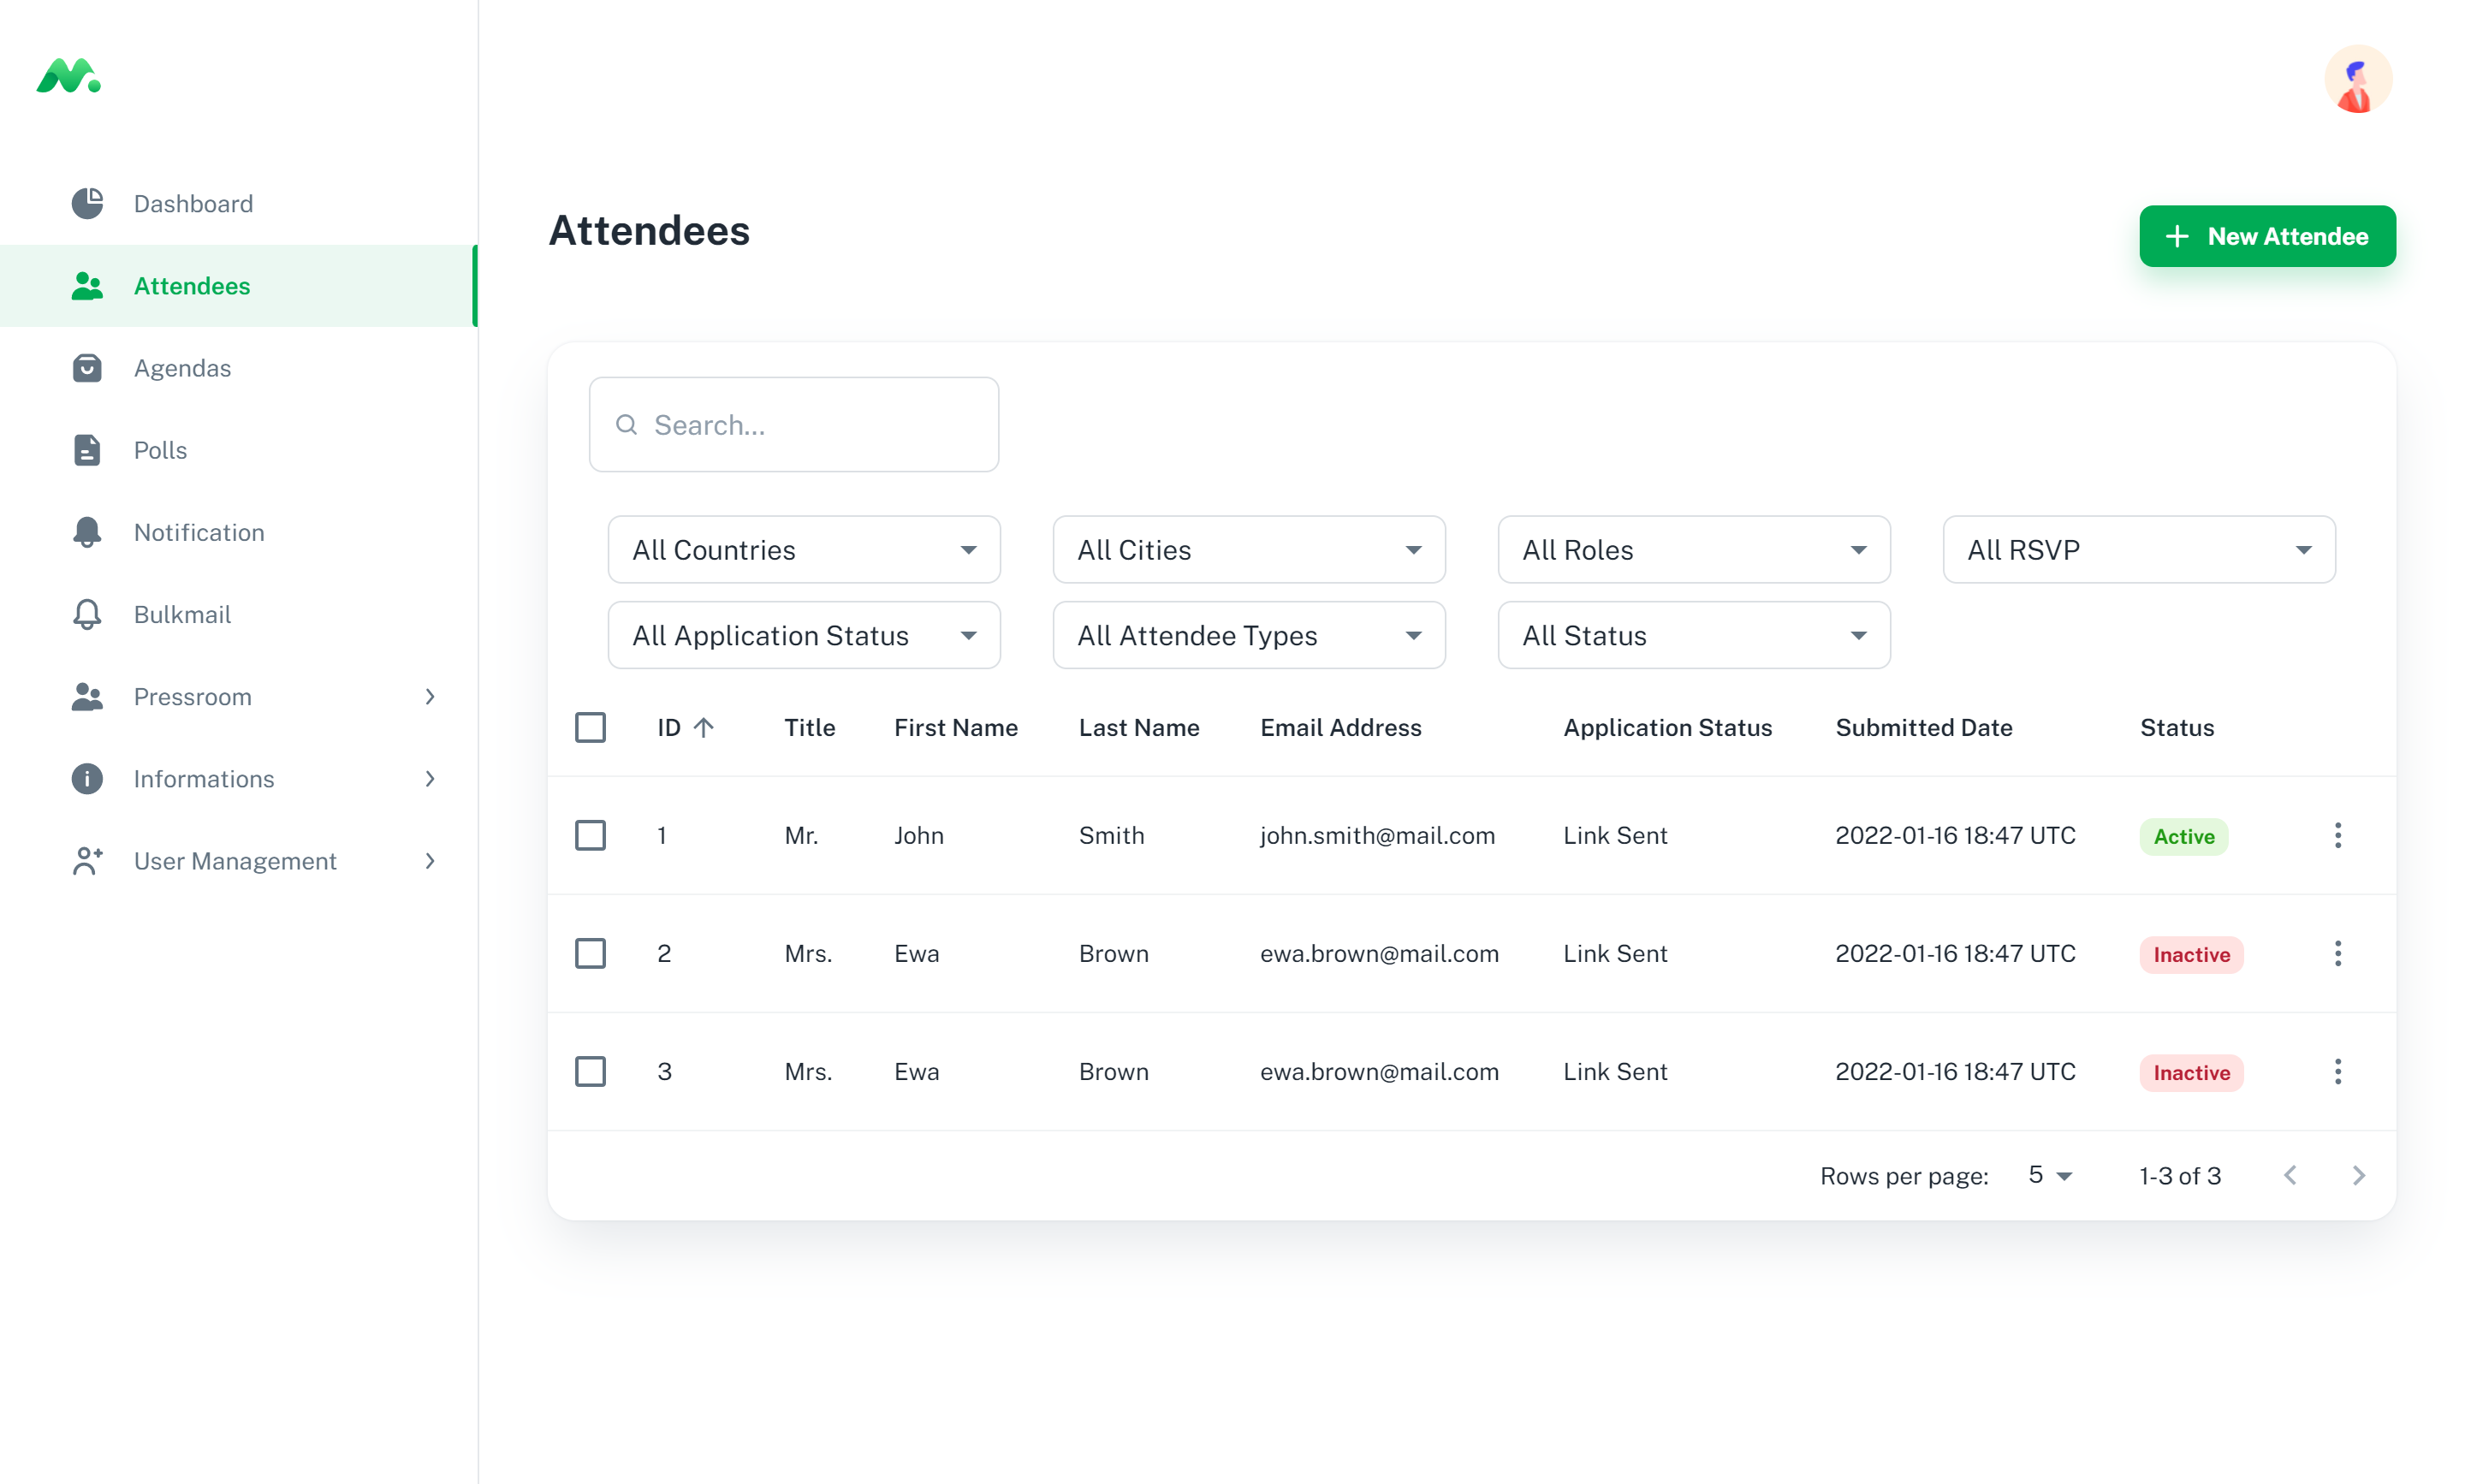 Dashboard
Attendees
Agendas
Polls
Notification
Bulkmail
Pressroom
Informations
User Management
Attendees
New Attendee
Search...
All Countries All Cities All Roles All RSVP
All Application Status All Attendee Types All Status
ID Title First Name Last Name Email Address Application Status Submitted Date Status
1 Mr. John Smith john.smith@mail.com Link Sent 2022-01-16 18:47 UTC Active
2 Mrs. Ewa Brown ewa.brown@mail.com Link Sent 2022-01-16 18:47 UTC Inactive
3 Mrs. Ewa Brown ewa.brown@mail.com Link Sent 2022-01-16 18:47 UTC Inactive
Rows per page: 5 1-3 of 3